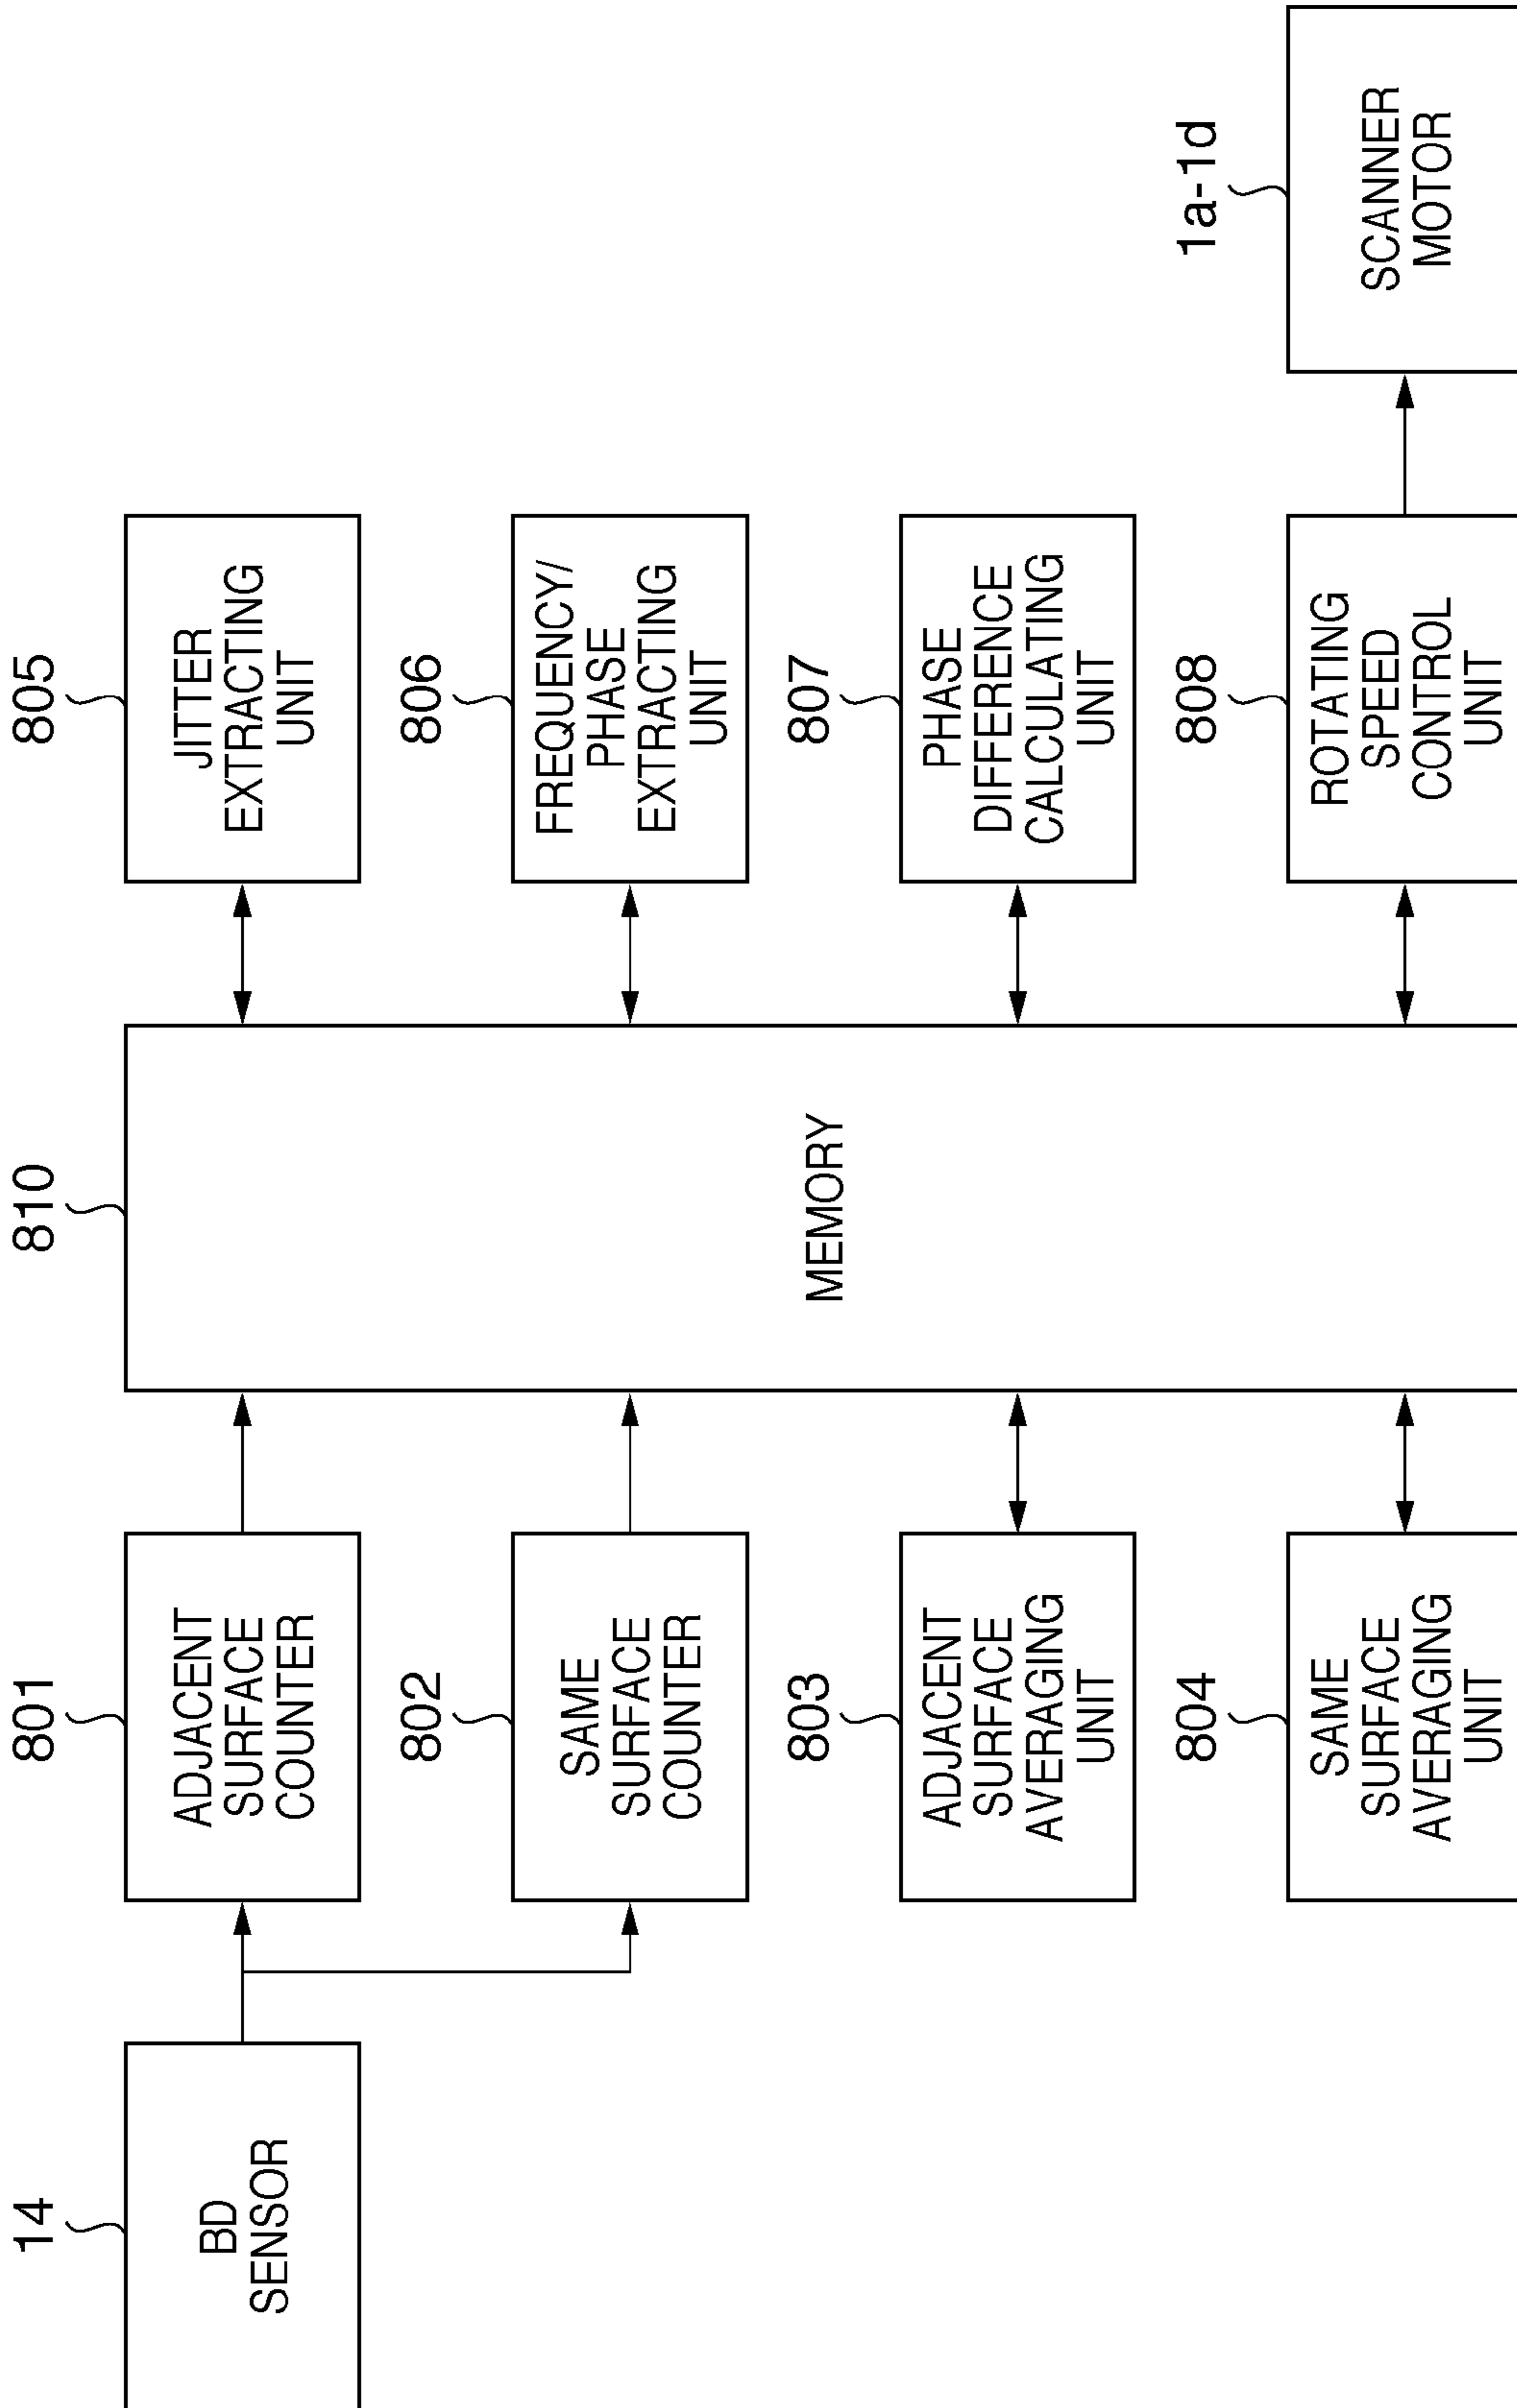 14
BD
SENSOR
801
ADJACENT
SURFACE
COUNTER
802
SAME
SURFACE
COUNTER
803
ADJACENT
SURFACE
AVERAGING
UNIT
804
SAME
SURFACE
AVERAGING
UNIT
810
MEMORY
805
JITTER
EXTRACTING
UNIT
806
FREQUENCY/
PHASE
EXTRACTING
UNIT
807
PHASE
DIFFERENCE
CALCULATING
UNIT
808
ROTATING
SPEED
CONTROL
UNIT
1a-1d
SCANNER
MOTOR